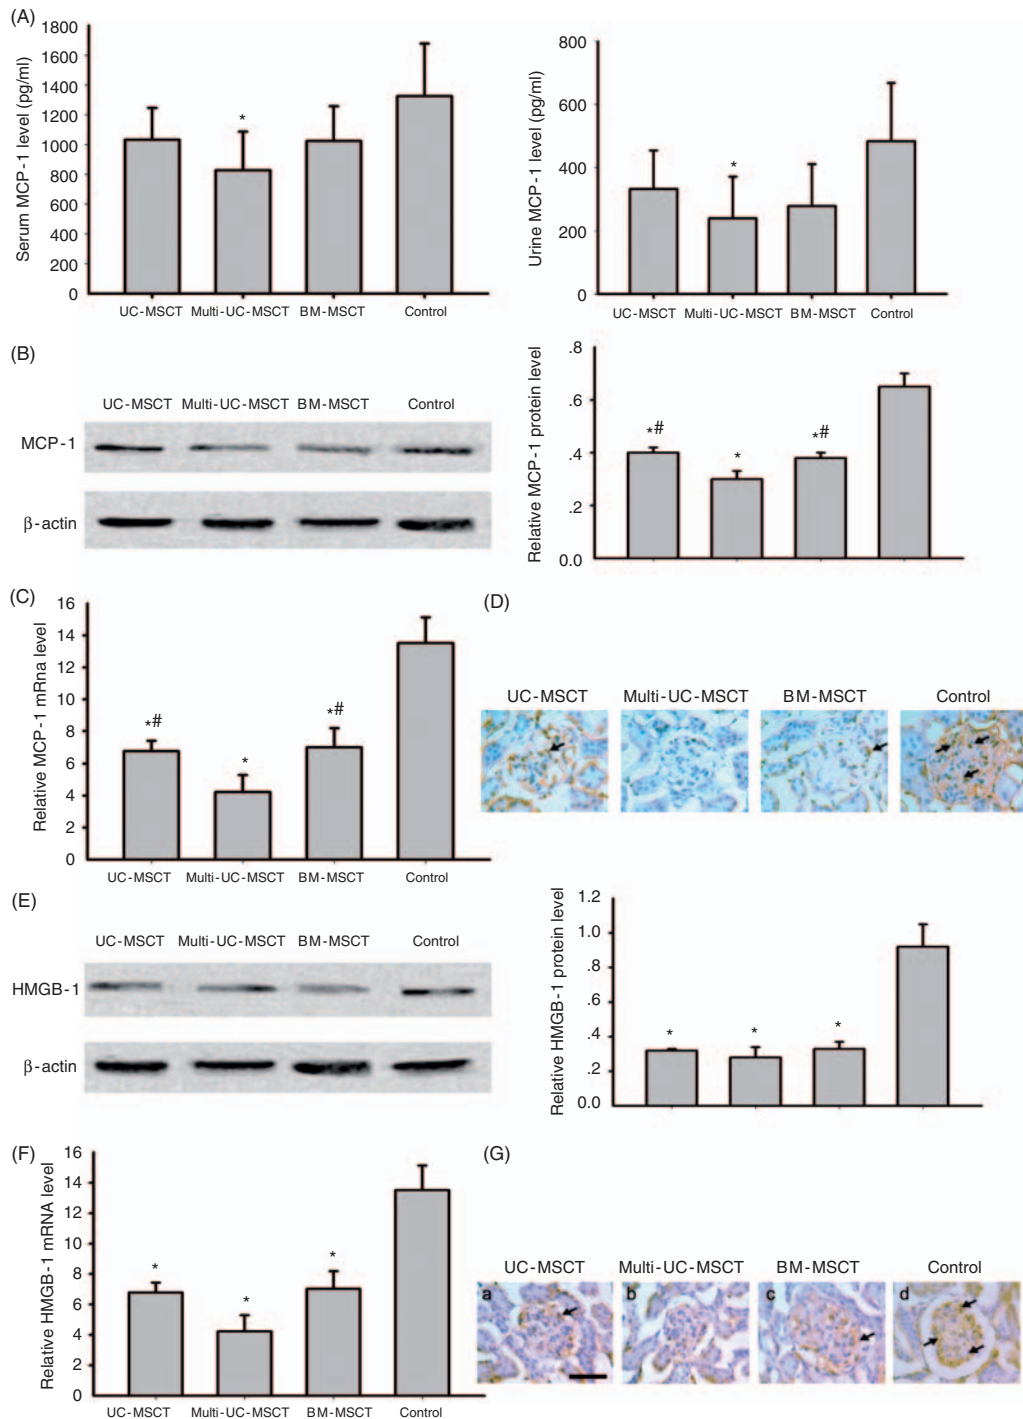 (A)
Serum MCP-1 level (pg/ml)
1800
1600
1400
1200
1000
800
600
400
200
0
*
UC-MSCT Multi-UC-MSCT BM-MSCT Control
Urine MCP-1 level (pg/ml)
800
600
400
200
0
*
UC-MSCT Multi-UC-MSCT BM-MSCT Control
(B)
UC-MSCT Multi-UC-MSCT BM-MSCT Control
MCP-1
β-actin
Relative MCP-1 protein level
.8
.6
.4
.2
0.0
*# * *#
(C)
Relative MCP-1 mRna level
16
14
12
10
8
6
4
2
0
*# * *#
UC-MSCT Multi-UC-MSCT BM-MSCT Control
(D)
UC-MSCT Multi-UC-MSCT BM-MSCT Control
(E)
UC-MSCT Multi-UC-MSCT BM-MSCT Control
HMGB-1
β-actin
Relative HMGB-1 protein level
1.2
1.0
.8
.6
.4
.2
0.0
* * *
(F)
Relative HMGB-1 mRNA level
16
14
12
10
8
6
4
2
0
* * *
UC-MSCT Multi-UC-MSCT BM-MSCT Control
(G)
UC-MSCT Multi-UC-MSCT BM-MSCT Control
a b c d